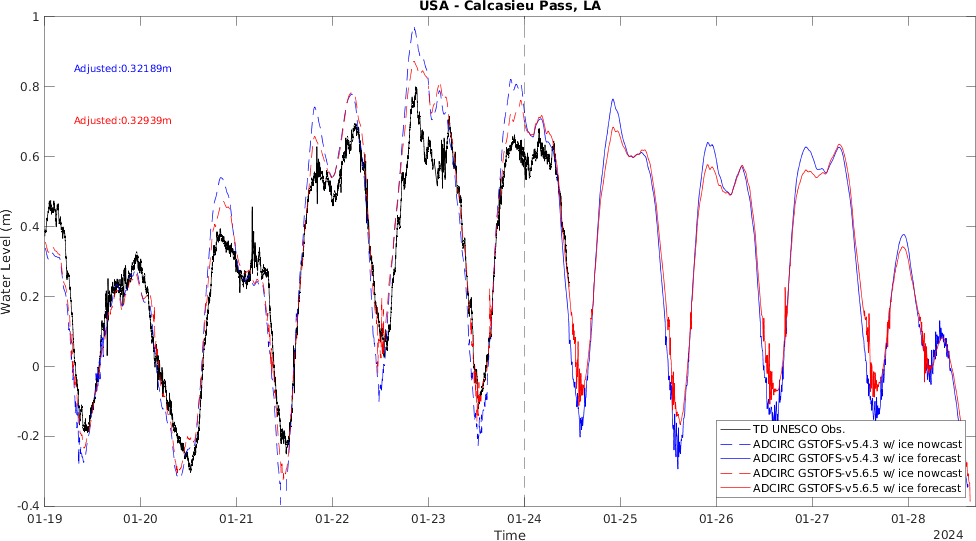 USA - Calcasieu Pass, LA
1
0.8
0.6
0.4
0.2
0
-0.2
-0.4
Water Level (m)
Adjusted:0.32189m
Adjusted:0.32939m
TD UNESCO Obs.
ADCIRC GSTOFS-v5.4.3 w/ ice nowcast
ADCIRC GSTOFS-v5.4.3 w/ ice forecast
ADCIRC GSTOFS-v5.6.5 w/ ice nowcast
ADCIRC GSTOFS-v5.6.5 w/ ice forecast
01-19 01-20 01-21 01-22 01-23 01-24 01-25 01-26 01-27 01-28
Time
2024